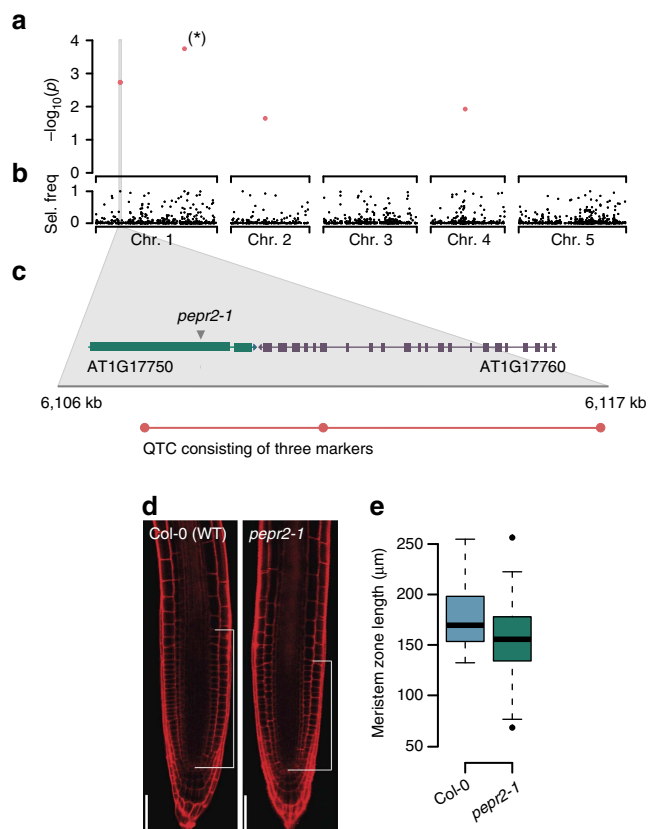 a
(*)
–log10(p)
4
3
2
1
0
b
Sel. freq
1
0
Chr. 1
Chr. 2
Chr. 3
Chr. 4
Chr. 5
c
pepr2-1
AT1G17750
AT1G17760
6,106 kb
6,117 kb
QTC consisting of three markers
d
Col-0 (WT)
pepr2-1
e
Meristem zone length (µm)
250
200
150
100
50
Col-0
pepr2-1